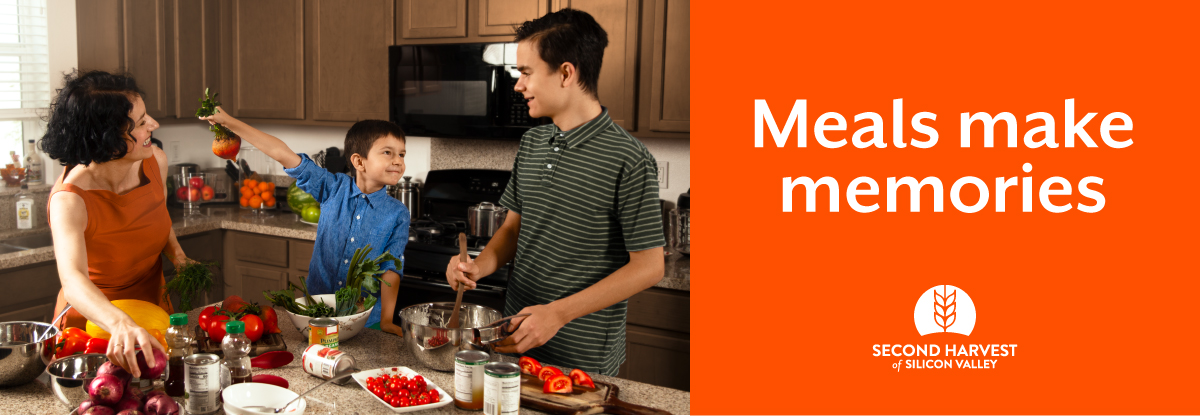 Meals make
memories
SECOND HARVEST
of SILICON VALLEY